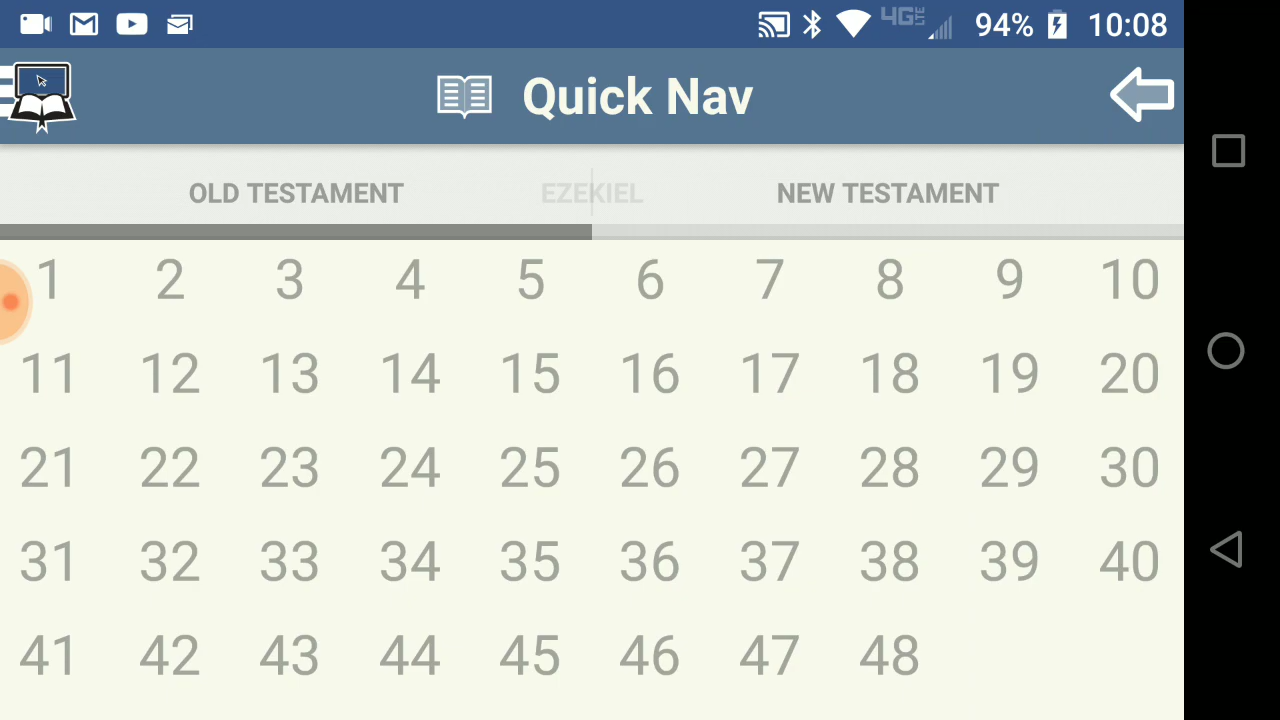 4G LTE 94% 10:08
Quick Nav
OLD TESTAMENT EZEKIEL NEW TESTAMENT
1 2 3 4 5 6 7 8 9 10
11 12 13 14 15 16 17 18 19 20
21 22 23 24 25 26 27 28 29 30
31 32 33 34 35 36 37 38 39 40
41 42 43 44 45 46 47 48